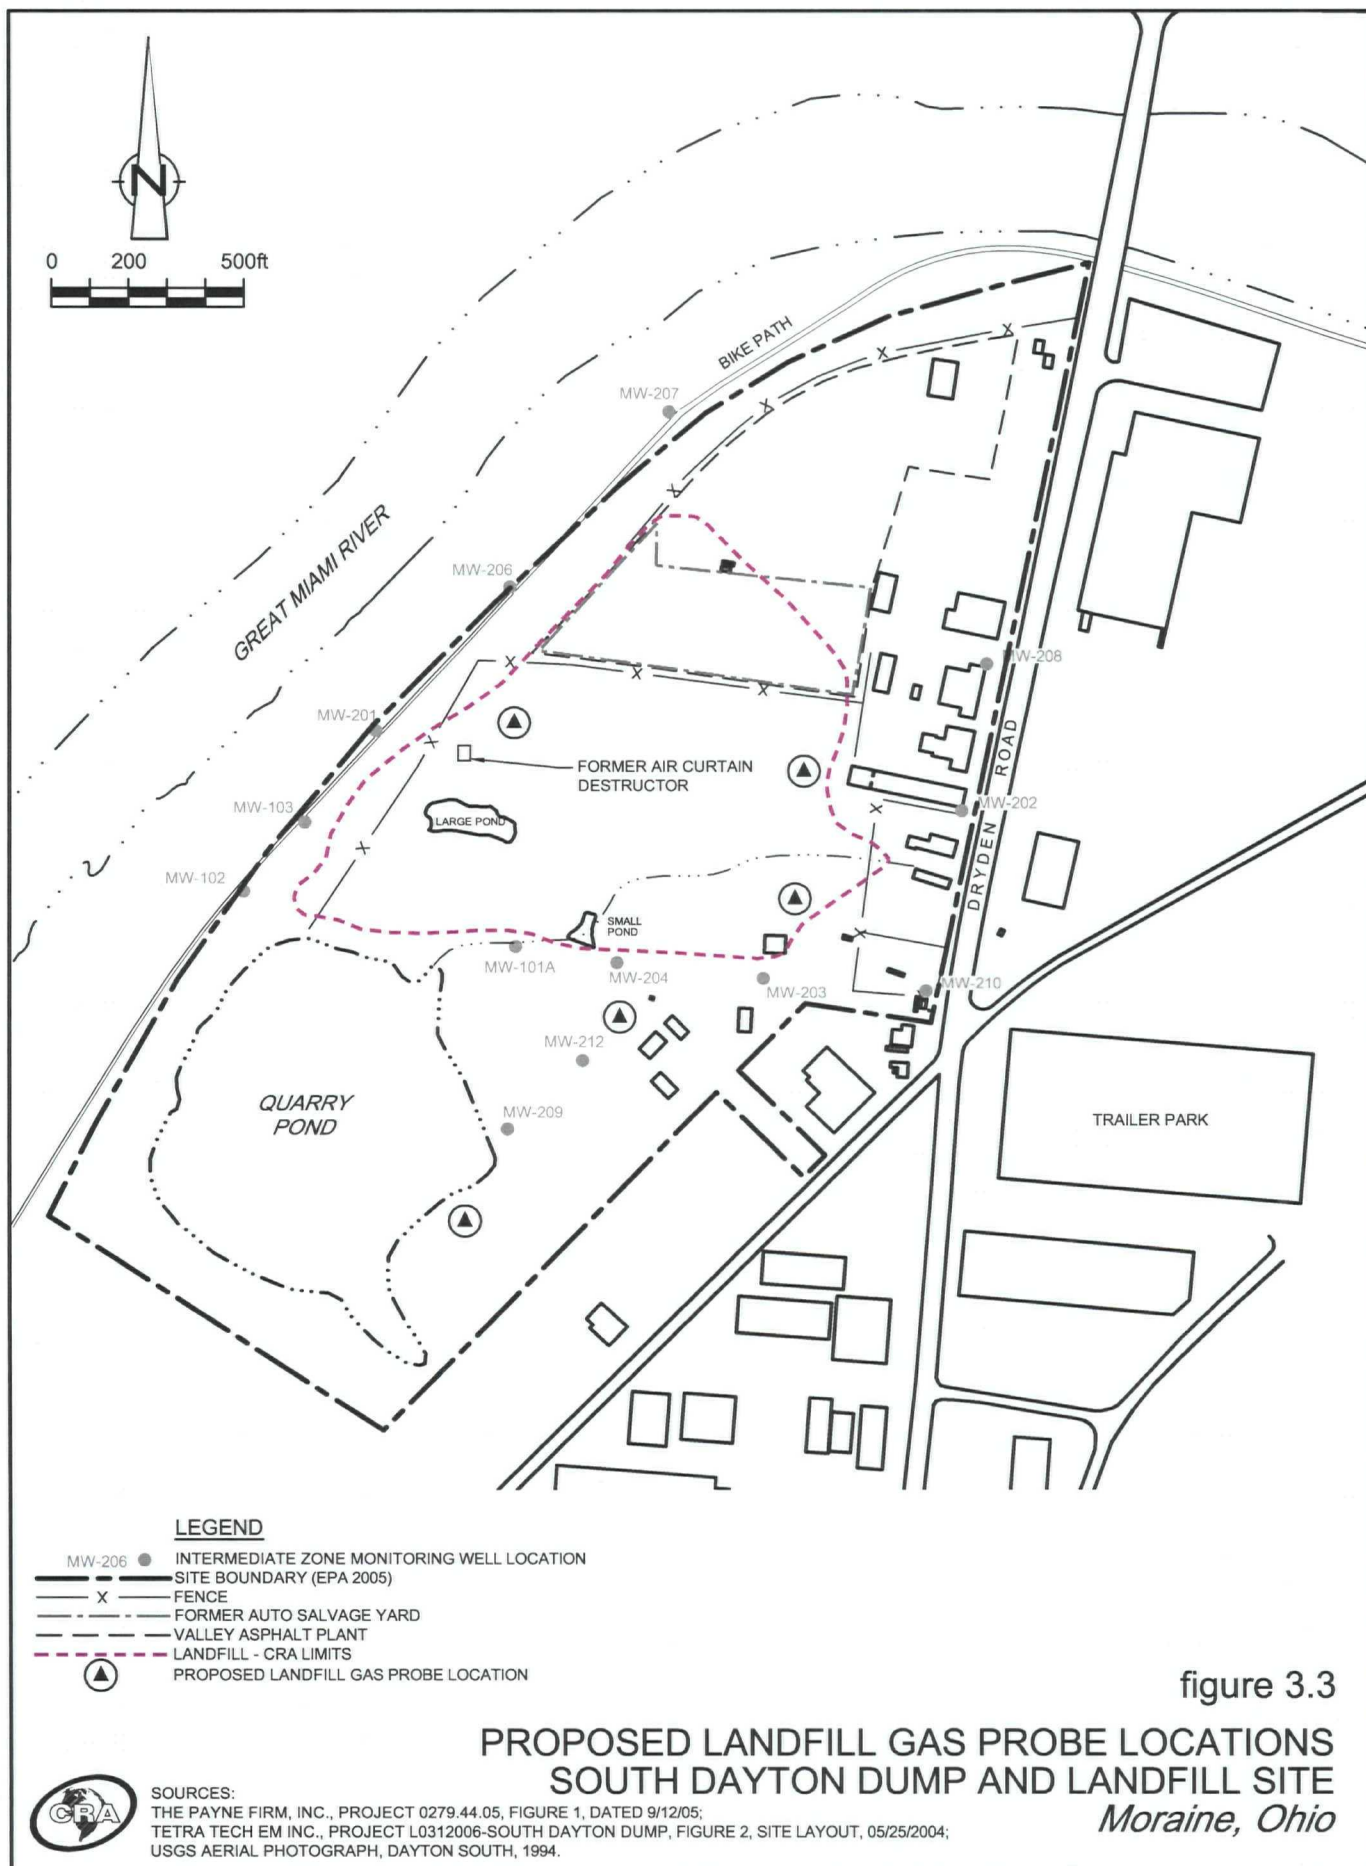 N
0 200 500ft
BIKE PATH
MW-207
GREAT MIAMI RIVER
MW-206
MW-208
MW-201
FORMER AIR CURTAIN
DESTRUCTOR
DRYDEN ROAD
MW-103
LARGE POND
MW-202
MW-102
SMALL
POND
MW-101A
MW-204
MW-203
MW-210
MW-212
QUARRY
POND
MW-209
TRAILER PARK
LEGEND
MW-206 INTERMEDIATE ZONE MONITORING WELL LOCATION
SITE BOUNDARY (EPA 2005)
X FENCE
FORMER AUTO SALVAGE YARD
VALLEY ASPHALT PLANT
LANDFILL - CRA LIMITS
PROPOSED LANDFILL GAS PROBE LOCATION
figure 3.3
PROPOSED LANDFILL GAS PROBE LOCATIONS
SOUTH DAYTON DUMP AND LANDFILL SITE
Moraine, Ohio
CRA
SOURCES:
THE PAYNE FIRM, INC., PROJECT 0279.44.05, FIGURE 1, DATED 9/12/05;
TETRA TECH EM INC., PROJECT L0312006-SOUTH DAYTON DUMP, FIGURE 2, SITE LAYOUT, 05/25/2004;
USGS AERIAL PHOTOGRAPH, DAYTON SOUTH, 1994.